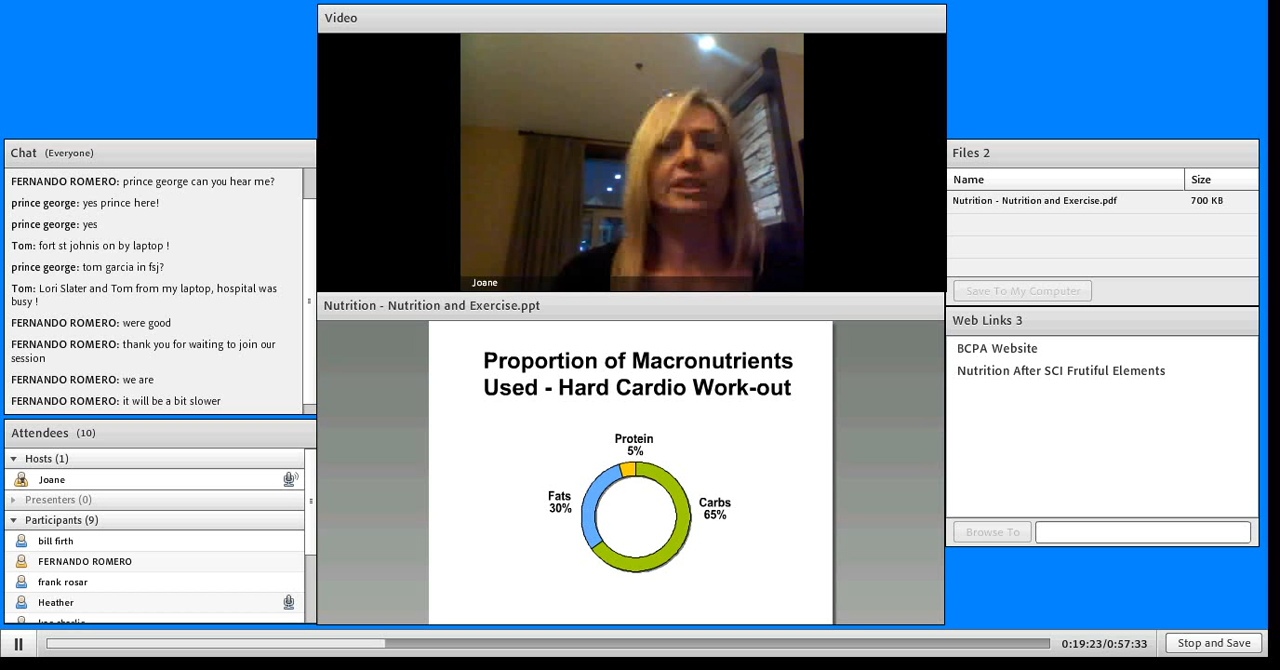 Video
Joane
Chat (Everyone)
FERNANDO ROMERO: prince george can you hear me?
prince george: yes prince here!
prince george: yes
Tom: fort st johnis on by laptop !
prince george: tom garcia in fsj?
Tom: Lori Slater and Tom from my laptop, hospital was
busy !
FERNANDO ROMERO: were good
FERNANDO ROMERO: thank you for waiting to join our
session
FERNANDO ROMERO: we are
FERNANDO ROMERO: it will be a bit slower
Attendees (10)
Hosts (1)
Joane
Presenters (0)
Participants (9)
bill firth
FERNANDO ROMERO
frank rosar
Heather
Nutrition - Nutrition and Exercise.ppt
Proportion of Macronutrients
Used - Hard Cardio Work-out
Protein
5%
Fats
30%
Carbs
65%
Files 2
Name Size
Nutrition - Nutrition and Exercise.pdf 700 KB
Save To My Computer
Web Links 3
BCPA Website
Nutrition After SCI Frutiful Elements
Browse To
0:19:23/0:57:33
Stop and Save